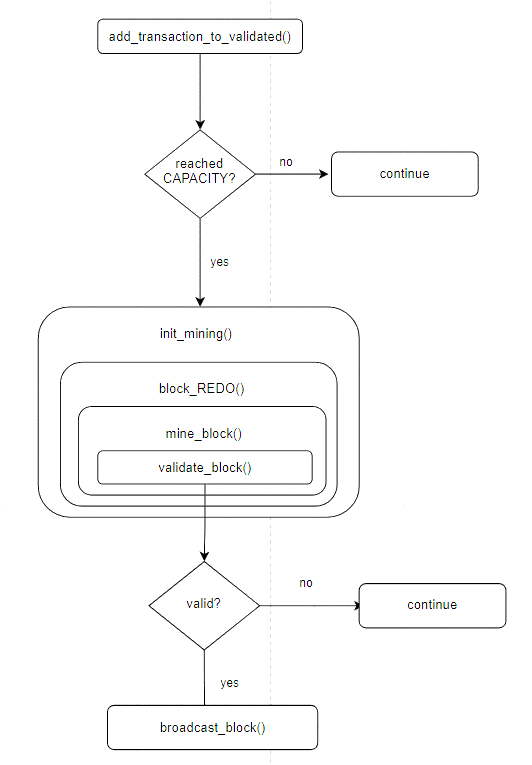 add_transaction_to_validated()
reached
CAPACITY?
no
continue
yes
init_mining()
block_REDO()
mine_block()
validate_block()
valid?
no
continue
yes
broadcast_block()